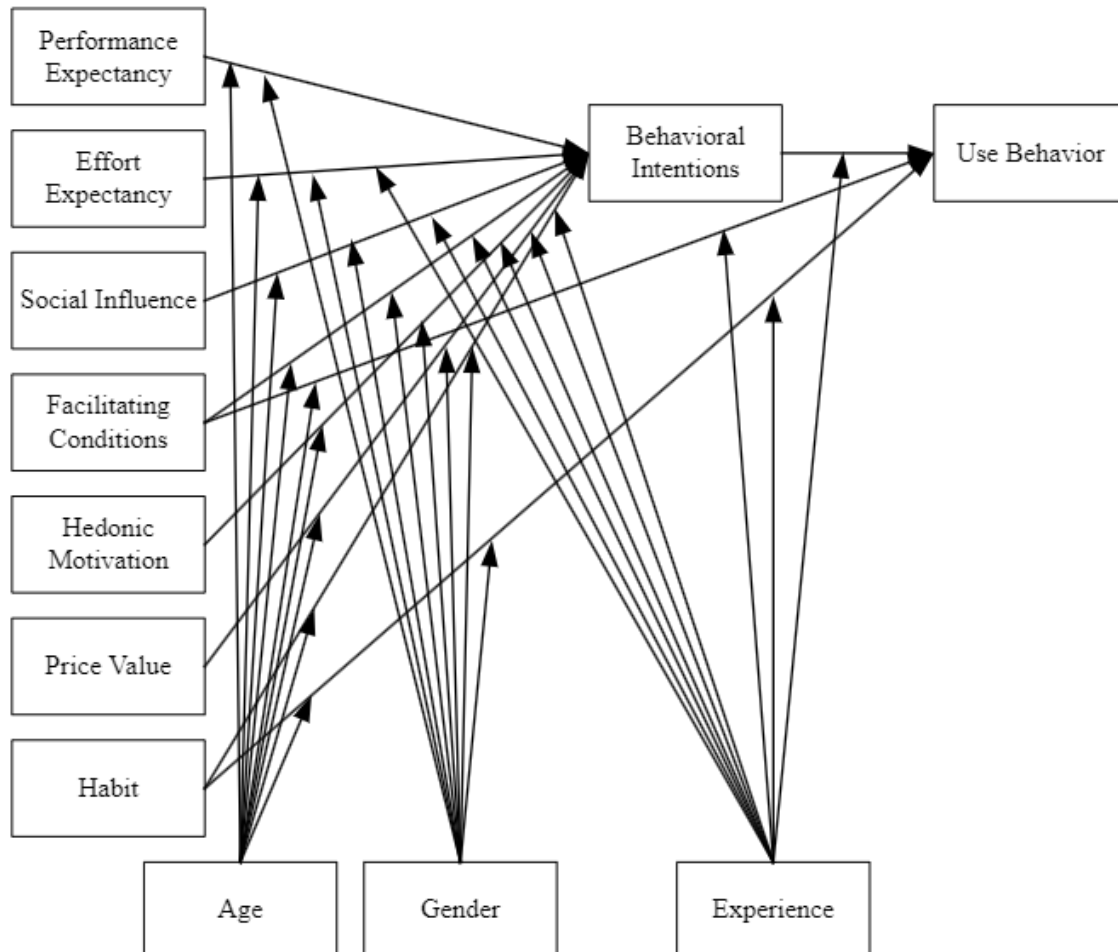 Performance
Expectancy
Effort
Expectancy
Social Influence
Facilitating
Conditions
Hedonic
Motivation
Price Value
Habit
Behavioral
Intentions
Use Behavior
Age
Gender
Experience